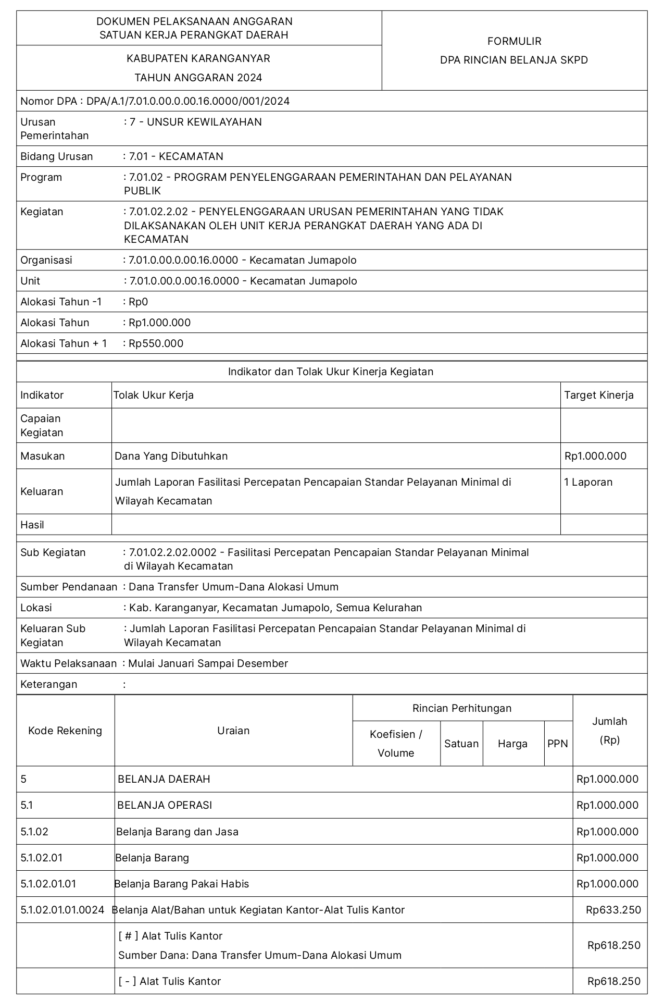 DOKUMEN PELAKSANAAN ANGGARAN
SATUAN KERJA PERANGKAT DAERAH
KABUPATEN KARANGANYAR
TAHUN ANGGARAN 2024
FORMULIR
DPA RINCIAN BELANJA SKPD
Nomor DPA : DPA/A.1/7.01.0.00.0.00.16.0000/001/2024
Urusan Pemerintahan : 7 - UNSUR KEWILAYAHAN
Bidang Urusan : 7.01 - KECAMATAN
Program : 7.01.02 - PROGRAM PENYELENGGARAAN PEMERINTAHAN DAN PELAYANAN
PUBLIK
Kegiatan : 7.01.02.2.02 - PENYELENGGARAAN URUSAN PEMERINTAHAN YANG TIDAK
DILAKSANAKAN OLEH UNIT KERJA PERANGKAT DAERAH YANG ADA DI
KECAMATAN
Organisasi : 7.01.0.00.0.00.16.0000 - Kecamatan Jumapolo
Unit : 7.01.0.00.0.00.16.0000 - Kecamatan Jumapolo
Alokasi Tahun -1 : Rp0
Alokasi Tahun : Rp1.000.000
Alokasi Tahun + 1 : Rp550.000
Indikator dan Tolak Ukur Kinerja Kegiatan
Indikator Tolak Ukur Kerja Target Kinerja
Capaian
Kegiatan
Masukan Dana Yang Dibutuhkan Rp1.000.000
Keluaran Jumlah Laporan Fasilitasi Percepatan Pencapaian Standar Pelayanan Minimal di
Wilayah Kecamatan 1 Laporan
Hasil
Sub Kegiatan : 7.01.02.2.02.0002 - Fasilitasi Percepatan Pencapaian Standar Pelayanan Minimal
di Wilayah Kecamatan
Sumber Pendanaan : Dana Transfer Umum-Dana Alokasi Umum
Lokasi : Kab. Karanganyar, Kecamatan Jumapolo, Semua Kelurahan
Keluaran Sub Kegiatan : Jumlah Laporan Fasilitasi Percepatan Pencapaian Standar Pelayanan Minimal di
Wilayah Kecamatan
Waktu Pelaksanaan : Mulai Januari Sampai Desember
Keterangan :
Kode Rekening
Uraian
Rincian Perhitungan
Koefisien /
Volume
Satuan
Harga
PPN
Jumlah
(Rp)
5 BELANJA DAERAH Rp1.000.000
5.1 BELANJA OPERASI Rp1.000.000
5.1.02 Belanja Barang dan Jasa Rp1.000.000
5.1.02.01 Belanja Barang Rp1.000.000
5.1.02.01.01 Belanja Barang Pakai Habis Rp1.000.000
5.1.02.01.01.0024 Belanja Alat/Bahan untuk Kegiatan Kantor-Alat Tulis Kantor Rp633.250
[ # ] Alat Tulis Kantor
Sumber Dana: Dana Transfer Umum-Dana Alokasi Umum Rp618.250
[ - ] Alat Tulis Kantor Rp618.250